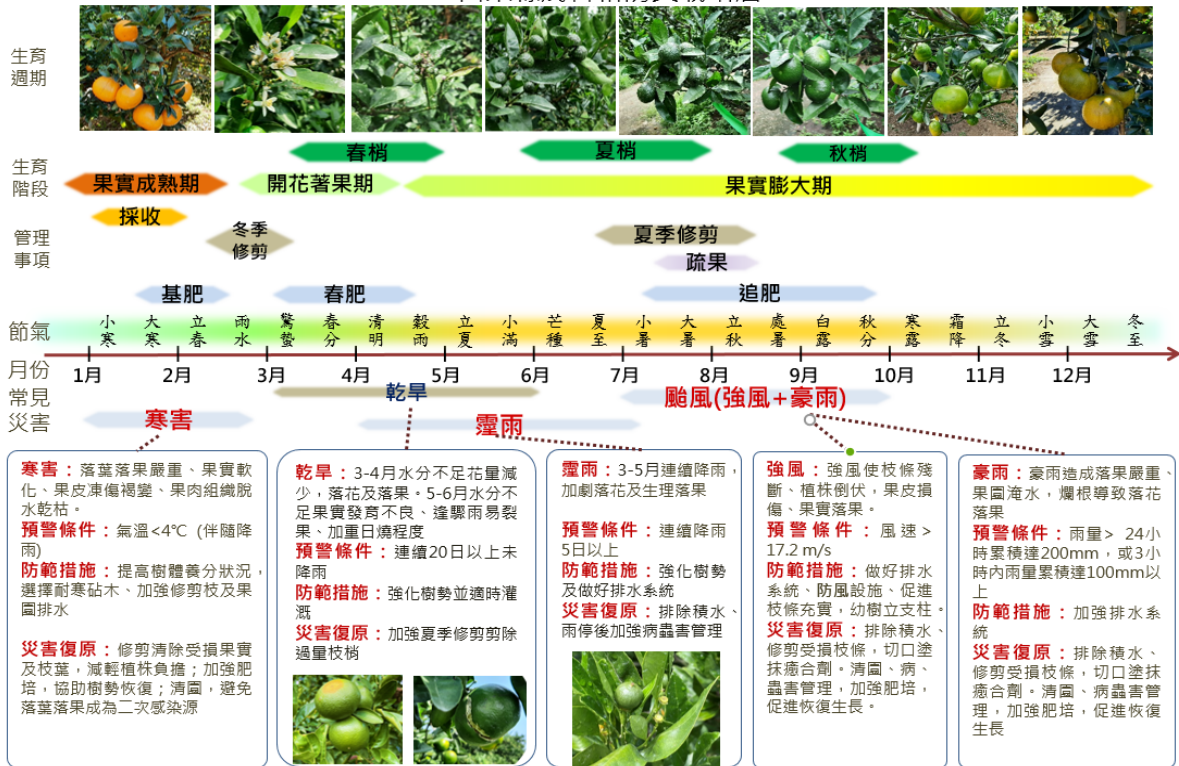 生育
週期
春梢
夏梢
秋梢
生育
階段
果實成熟期
開花著果期
果實膨大期
採收
管理
事項
冬季
修剪
夏季修剪
疏果
基肥
春肥
追肥
節氣
小寒
大寒
立春
雨水
驚蟄
春分
清明
穀雨
立夏
小滿
芒種
夏至
小暑
大暑
立秋
處暑
白露
秋分
寒露
霜降
立冬
小雪
大雪
冬至
月份
1月
2月
3月
4月
5月
6月
7月
8月
9月
10月
11月
12月
常見
災害
寒害
乾旱
霪雨
颱風(強風+豪雨)
寒害：落葉落果嚴重、果實軟
化、果皮凍傷褐變、果肉組織脫
水乾枯。
預警條件：氣溫<4℃ (伴隨降
雨)
防範措施：提高樹體養分狀況，
選擇耐寒砧木、加強修剪枝及果
園排水
災害復原：修剪清除受損果實
及枝葉，減輕植株負擔；加強肥
培，協助樹勢恢復；清園，避免
落葉落果成為二次感染源
乾旱：3-4月水分不足花量減
少，落花及落果。5-6月水分不
足果實發育不良、逢驟雨易裂
果、加重日燒程度
預警條件：連續20日以上未
降雨
防範措施：強化樹勢並適時灌
溉
災害復原：加強夏季修剪剪除
過量枝梢
霪雨：3-5月連續降雨，
加劇落花及生理落果
預警條件：連續降雨
5日以上
防範措施：強化樹勢
及做好排水系統
災害復原：排除積水、
雨停後加強病蟲害管理
強風：強風使枝條殘
斷、植株倒伏，果皮損
傷、果實落果。
預警條件：風速>
17.2 m/s
防範措施：做好排水
系統、防風設施、促進
枝條充實，幼樹立支柱。
災害復原：排除積水、
修剪受損枝條，切口塗
抹癒合劑。清園、病、
蟲害管理，加強肥培，
促進恢復生長。
豪雨：豪雨造成落果嚴重、
果園淹水，爛根導致落花
落果
預警條件：雨量> 24小
時累積達200mm，或3小
時內雨量累積達100mm以
上
防範措施：加強排水系
統
災害復原：排除積水、
修剪受損枝條，切口塗抹
癒合劑。清園、病蟲害管
理，加強肥培，促進恢復
生長